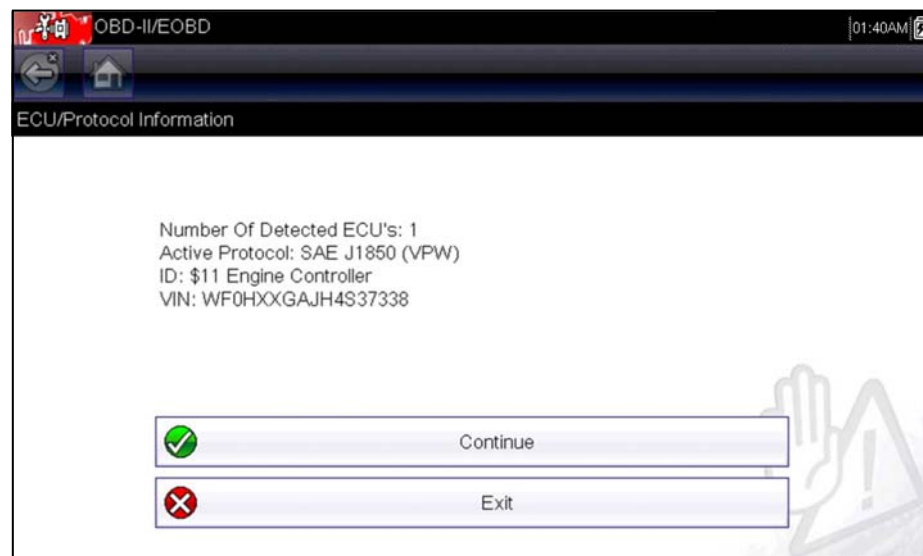 OBD-II/EOBD
01:40AM
ECU/Protocol Information
Number Of Detected ECU's: 1
Active Protocol: SAE J1850 (VPW)
ID: $11 Engine Controller
VIN: WF0HXXGAJH4S37338
Continue
Exit